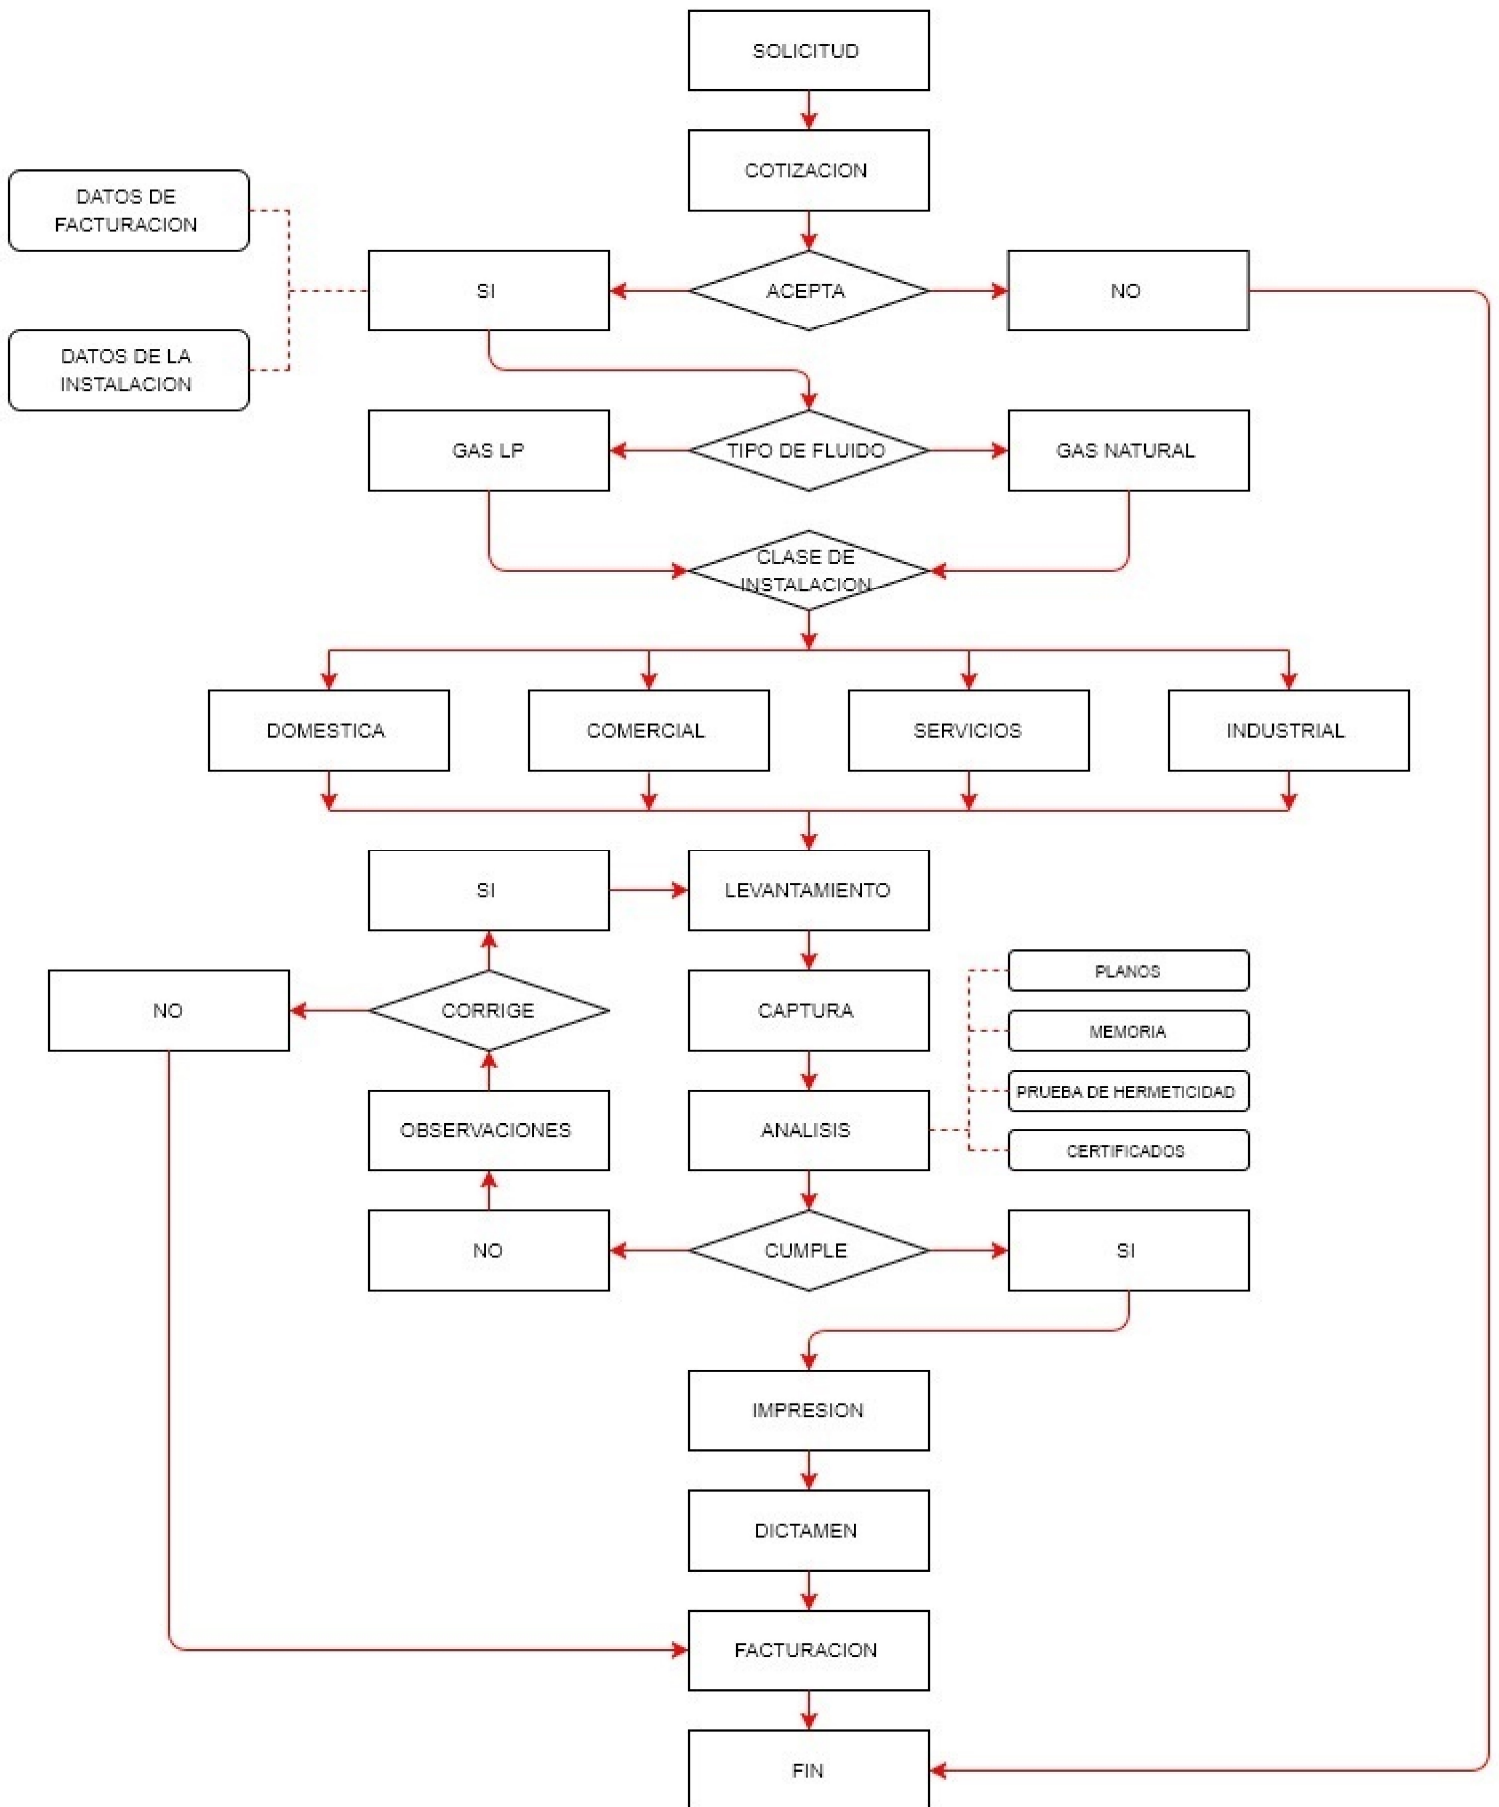 SOLICITUD
COTIZACION
DATOS DE
FACTURACION
SI
ACEPTA
NO
DATOS DE LA
INSTALACION
GAS LP
TIPO DE FLUIDO
GAS NATURAL
CLASE DE
INSTALACION
DOMESTICA
COMERCIAL
SERVICIOS
INDUSTRIAL
SI
LEVANTAMIENTO
NO
CORRIGE
CAPTURA
PLANOS
MEMORIA
PRUEBA DE HERMETICIDAD
CERTIFICADOS
OBSERVACIONES
ANALISIS
NO
CUMPLE
SI
IMPRESION
DICTAMEN
FACTURACION
FIN